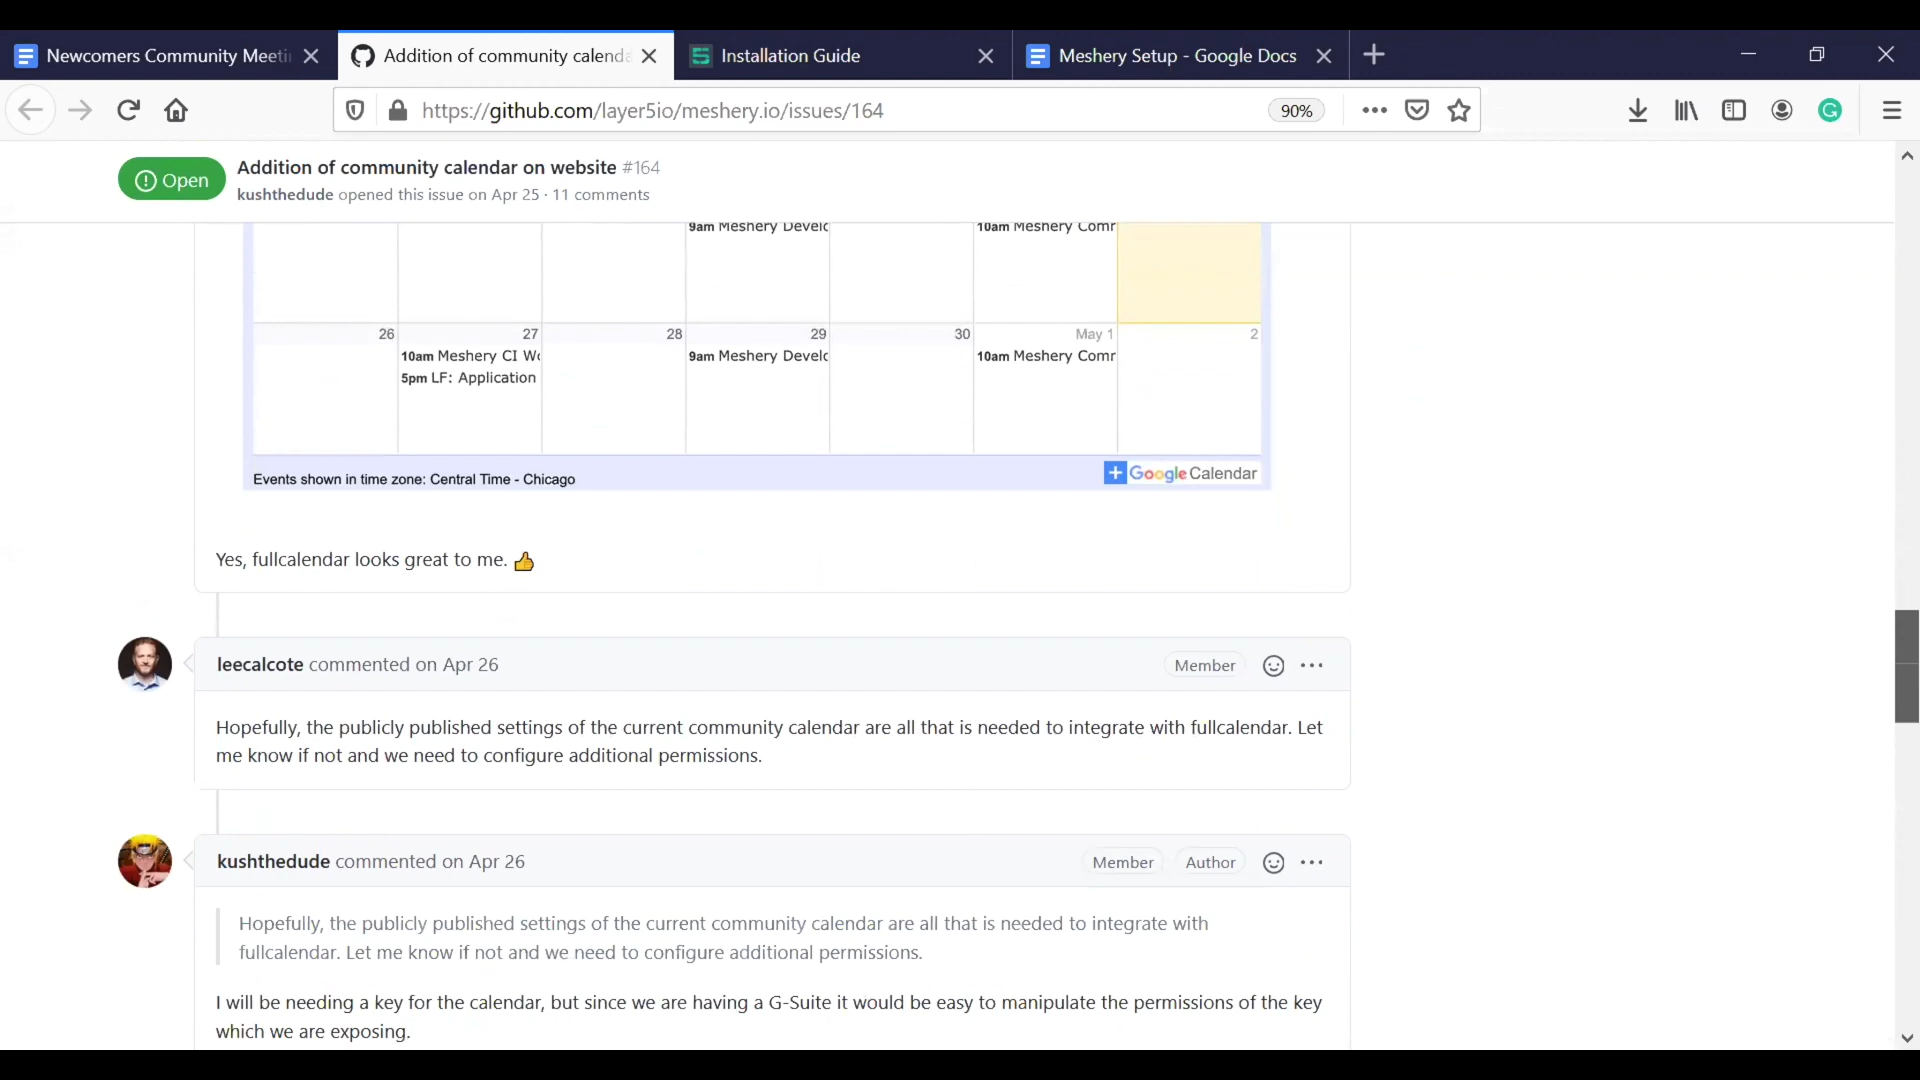 Newcomers Community Meeti
Addition of community calenda
Installation Guide
Meshery Setup - Google Docs
https://github.com/layer5io/meshery.io/issues/164
90%
Open
Addition of community calendar on website #164
kushthedude opened this issue on Apr 25 · 11 comments
9am Meshery Develo
10am Meshery Comr
26
27
28
29
30
May 1
2
10am Meshery CI Wo
9am Meshery Develo
10am Meshery Comr
5pm LF: Application
Events shown in time zone: Central Time - Chicago
Google Calendar
Yes, fullcalendar looks great to me. 👍
leecalcote commented on Apr 26
Member
Hopefully, the publicly published settings of the current community calendar are all that is needed to integrate with fullcalendar. Let
me know if not and we need to configure additional permissions.
kushthedude commented on Apr 26
Member
Author
Hopefully, the publicly published settings of the current community calendar are all that is needed to integrate with
fullcalendar. Let me know if not and we need to configure additional permissions.
I will be needing a key for the calendar, but since we are having a G-Suite it would be easy to manipulate the permissions of the key
which we are exposing.